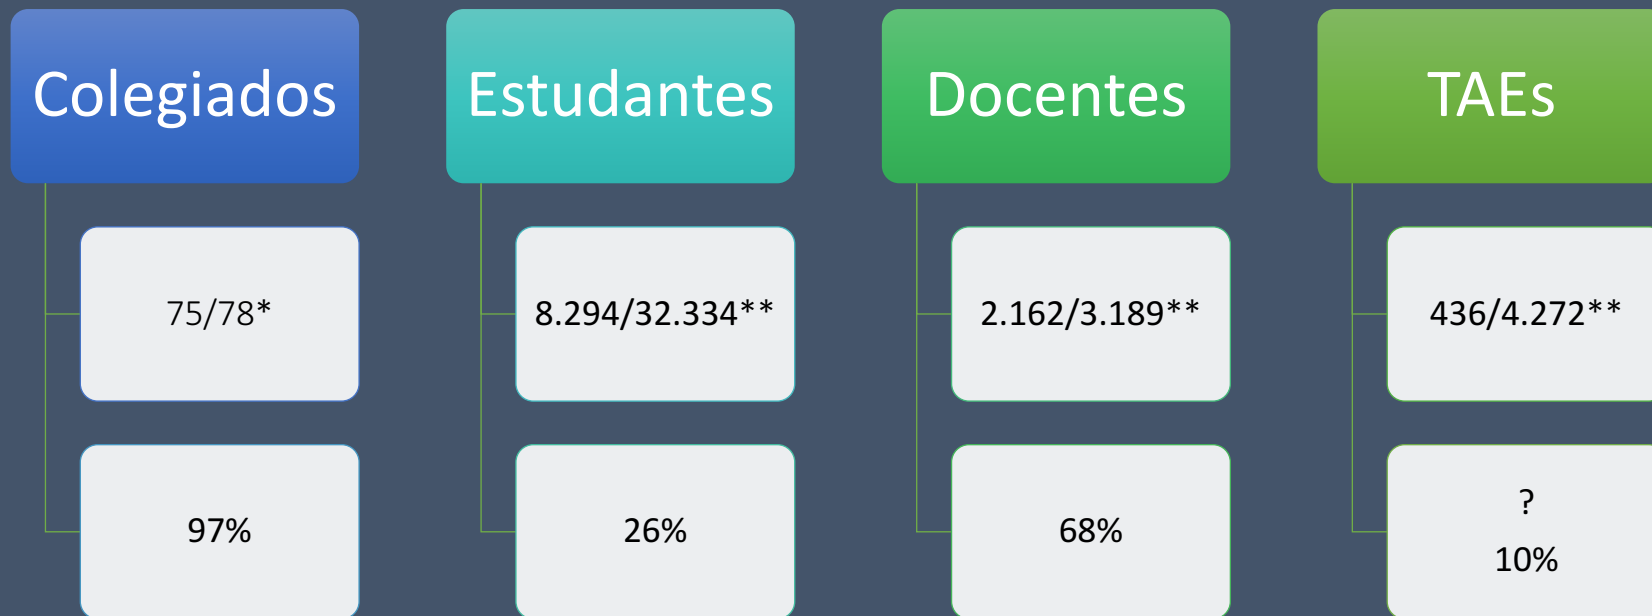 Colegiados
75/78*
97%
Estudantes
8.294/32.334**
26%
Docentes
2.162/3.189**
68%
TAEs
436/4.272**
?
10%